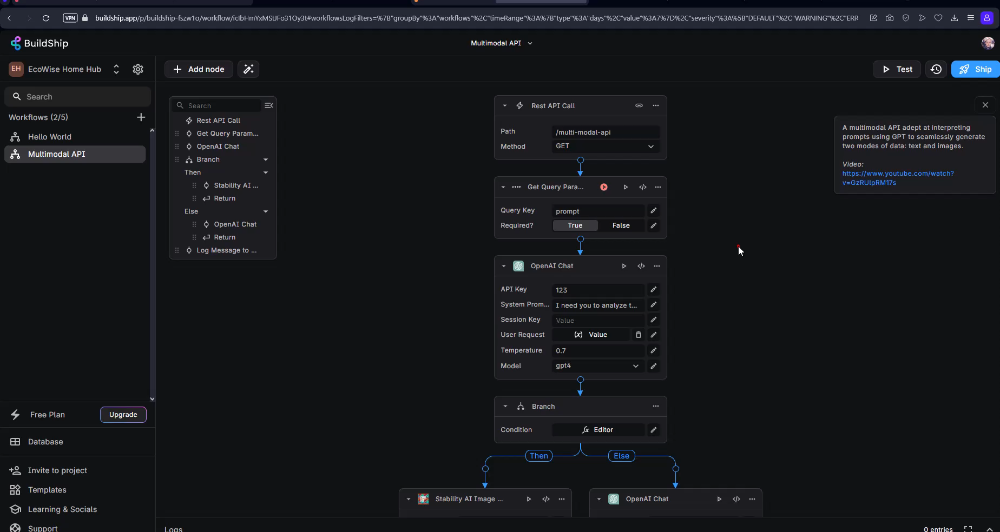 VPN
buildship.app/p/buildship-fszw1o/workflow/icIbHmYxMStJFo31Oy3t#workflowsLogFilters=%7B"groupBy"%3A"workflows"%2C"timeRange"%3A%7B"type"%3A"days"%2C"value"%3A7%7D%2C"severity"%3A%5B"DEFAULT"%2C"WARNING"%2C"ERR
BuildShip
Multimodal API
EH EcoWise Home Hub
Add node
Test
Ship
Search
Workflows (2/5)
Hello World
Multimodal API
Free Plan
Upgrade
Database
Invite to project
Templates
Learning & Socials
Support
Search
Rest API Call
Get Query Param...
OpenAI Chat
Branch
Then
Stability AI ...
Return
Else
OpenAI Chat
Return
Log Message to ...
Rest API Call
Path /multi-modal-api
Method GET
HTTP Get Query Para...
Query Key prompt
Required? True False
OpenAI Chat
API Key 123
System Prom... I need you to analyze t...
Session Key Value
User Request (x) Value
Temperature 0.7
Model gpt4
Branch
Condition fx Editor
Then Else
Stability AI Image ...
OpenAI Chat
A multimodal API adept at interpreting
prompts using GPT to seamlessly generate
two modes of data: text and images.
Video:
https://www.youtube.com/watch?
v=GzRUlpRM17s
Logs
0 entries